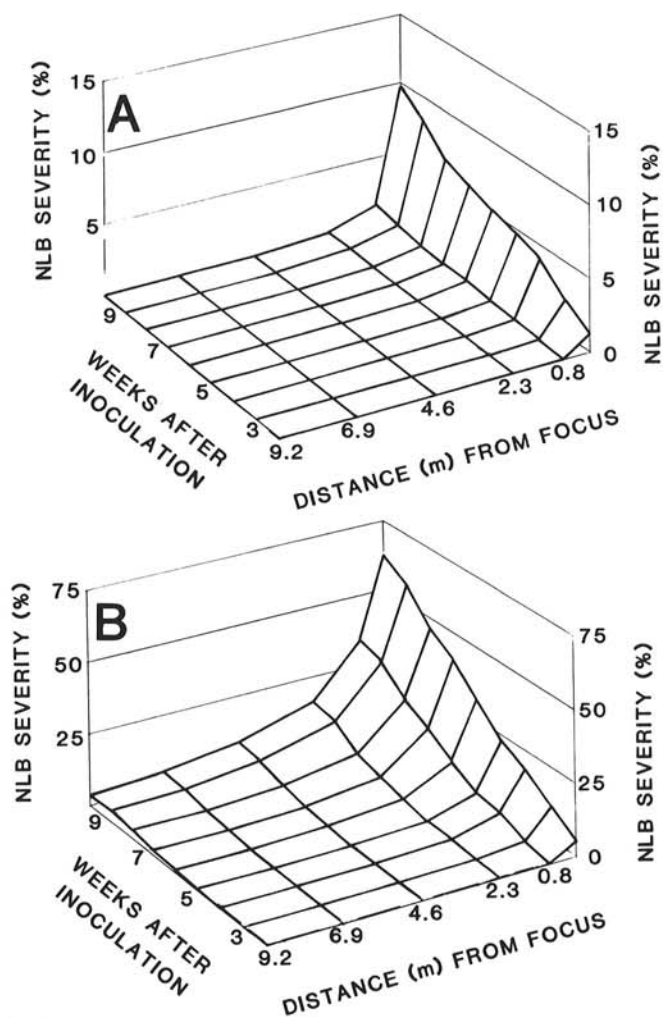 A
NLB SEVERITY (%)
15
10
5
NLB SEVERITY (%)
15
10
5
0
9
7
5
3
WEEKS AFTER
INOCULATION
9.2
6.9
4.6
2.3
0.8
DISTANCE (m) FROM FOCUS
B
NLB SEVERITY (%)
75
50
25
NLB SEVERITY (%)
75
50
25
0
9
7
5
3
WEEKS AFTER
INOCULATION
9.2
6.9
4.6
2.3
0.8
DISTANCE (m) FROM FOCUS